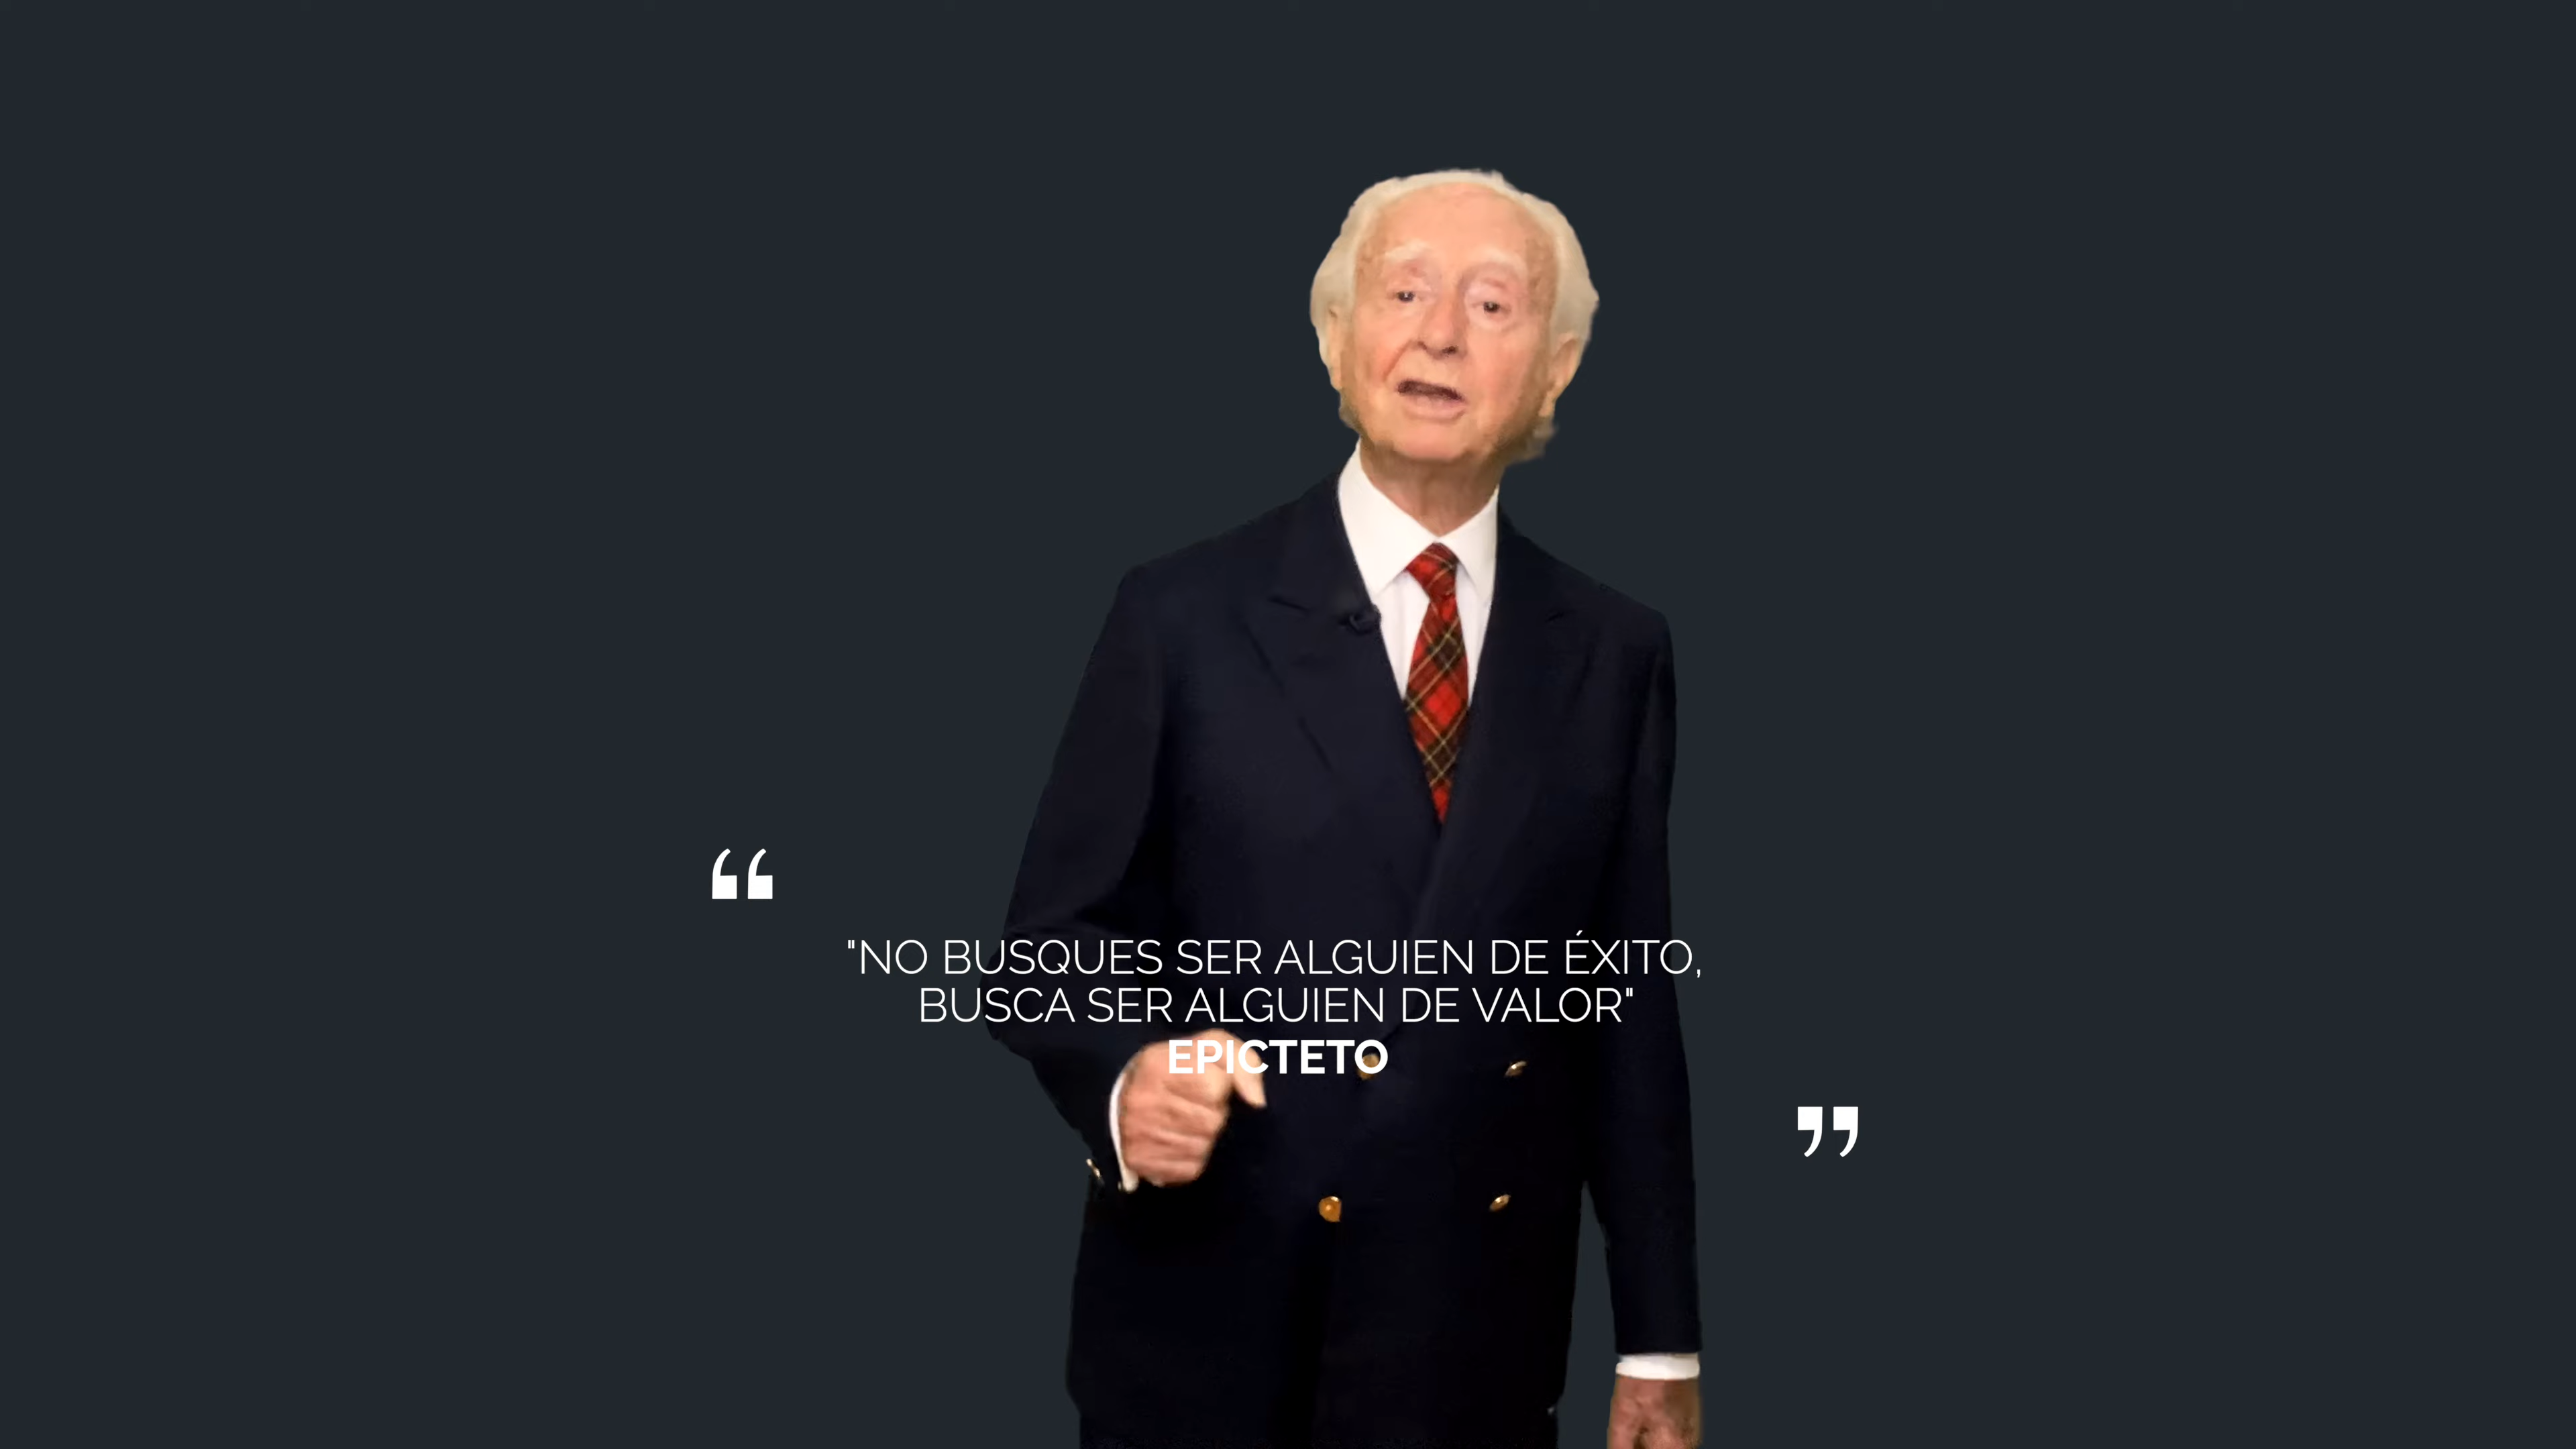 “
"NO BUSQUES SER ALGUIEN DE ÉXITO,
BUSCA SER ALGUIEN DE VALOR"
EPICTETO
”